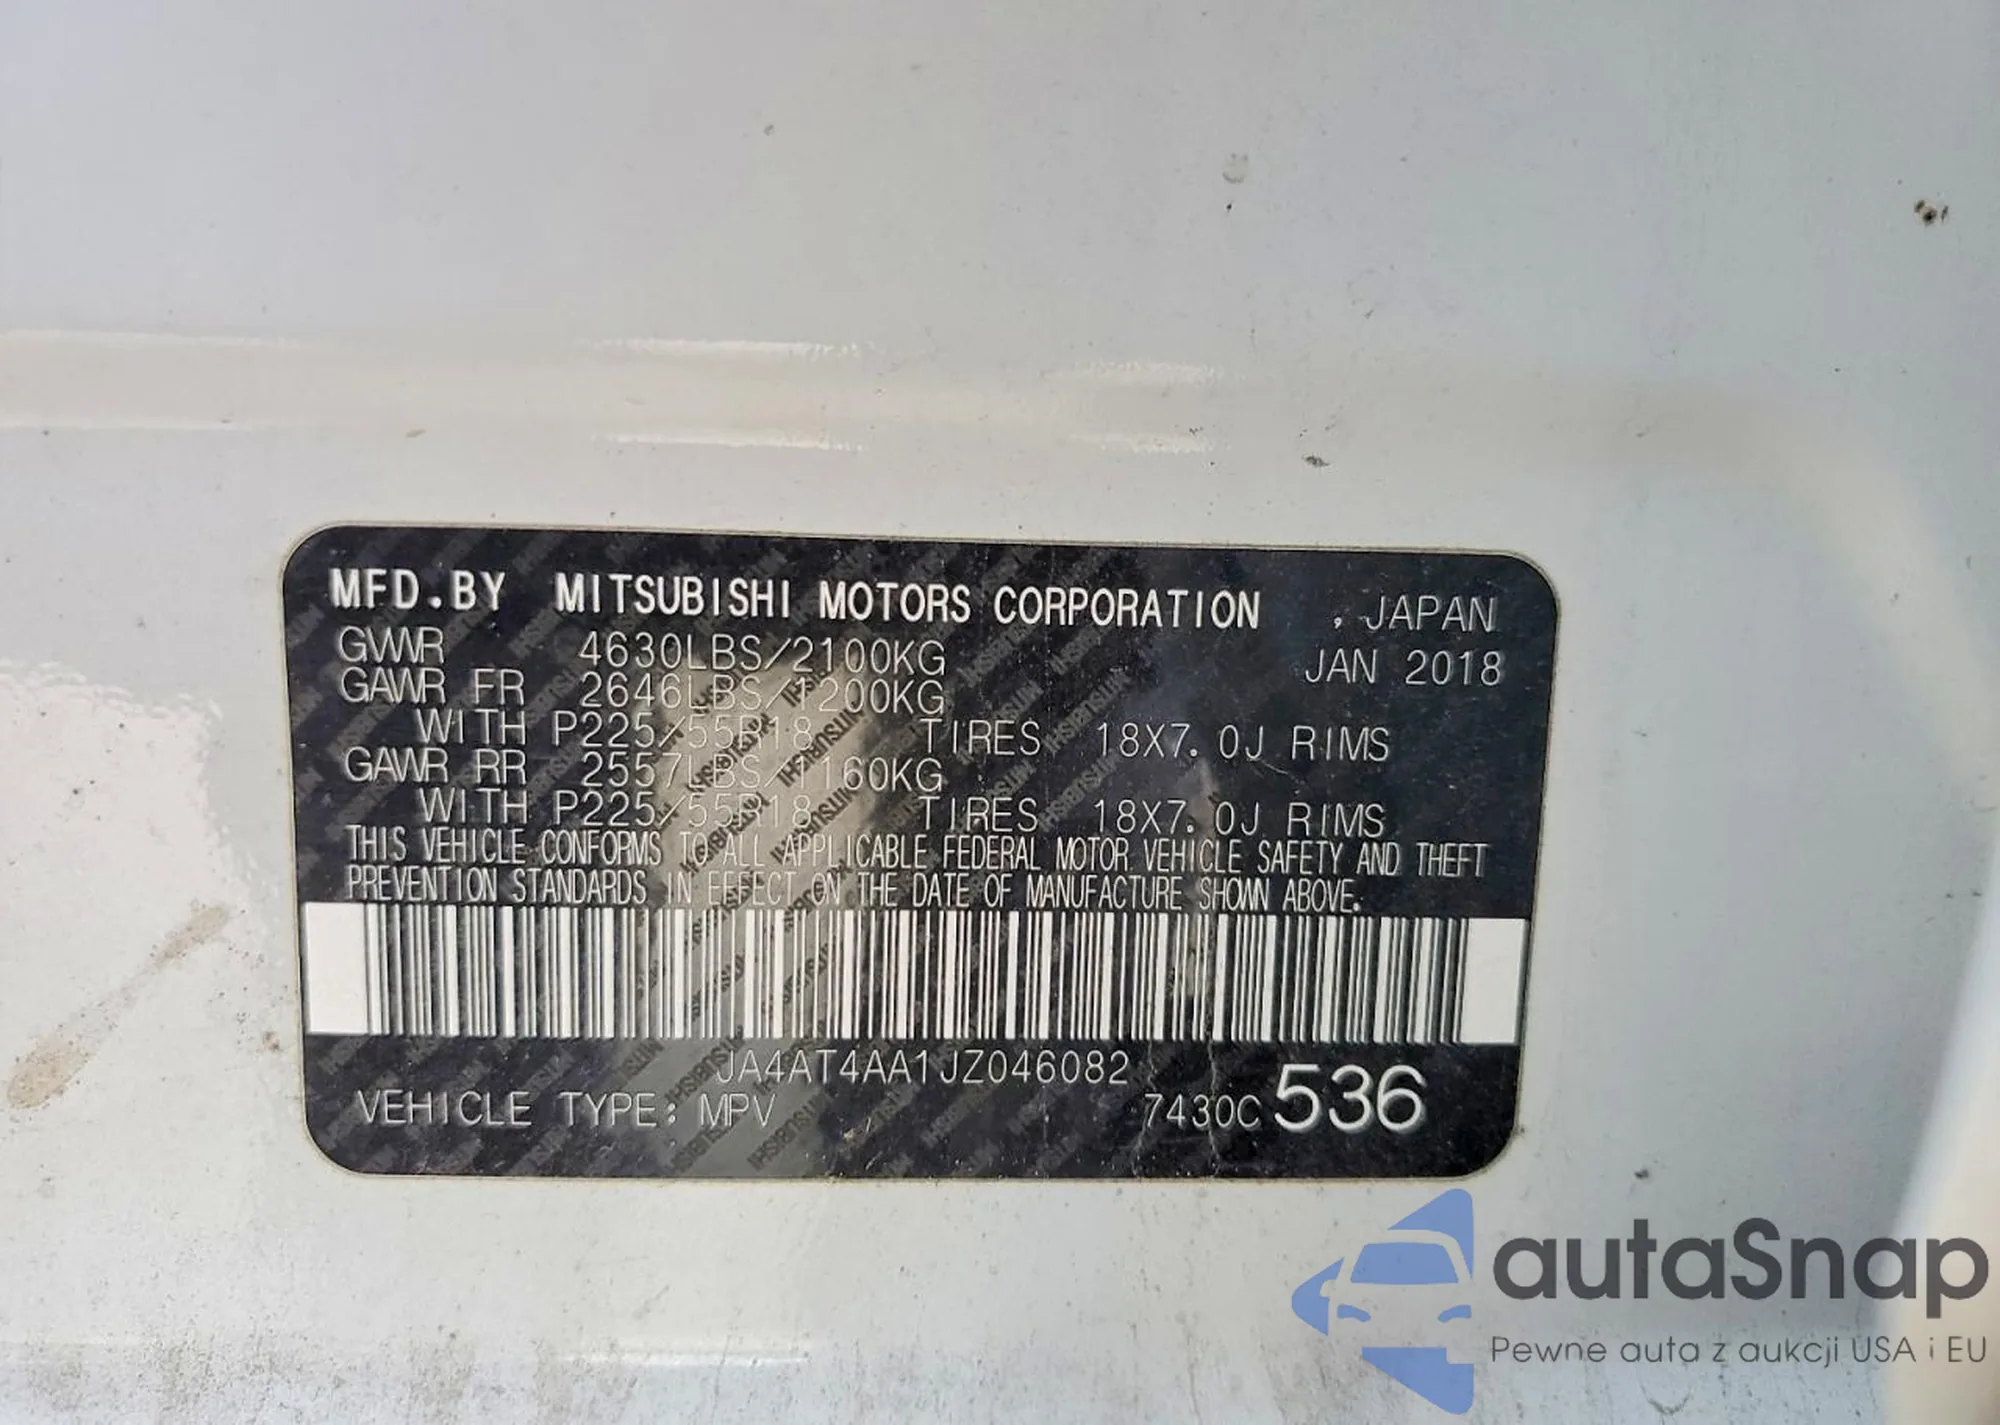 MFD.BY MITSUBISHI MOTORS CORPORATION , JAPAN
GVWR 4630LBS/2100KG JAN 2018
GAWR FR 2646LBS/1200KG
WITH P225/55R18 TIRES 18X7.0J RIMS
GAWR RR 2557LBS/1160KG
WITH P225/55R18 TIRES 18X7.0J RIMS
THIS VEHICLE CONFORMS TO ALL APPLICABLE FEDERAL MOTOR VEHICLE SAFETY AND THEFT
PREVENTION STANDARDS IN EFFECT ON THE DATE OF MANUFACTURE SHOWN ABOVE.
JA4AT4AA1JZ046082
VEHICLE TYPE: MPV 7430C 536
autaSnap
Pewne auta z aukcji USA i EU